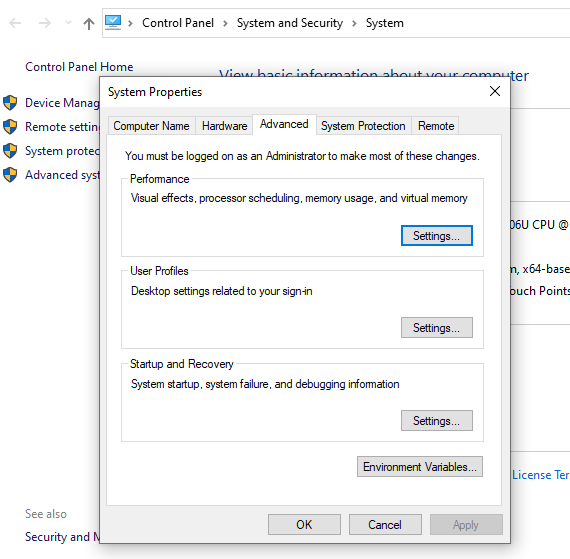 Control Panel > System and Security > System
Control Panel Home
View basic information about your computer
Device Manag
Remote settin
System protec
Advanced syst
System Properties
Computer Name Hardware Advanced System Protection Remote
You must be logged on as an Administrator to make most of these changes.
Performance
Visual effects, processor scheduling, memory usage, and virtual memory
Settings...
User Profiles
Desktop settings related to your sign-in
Settings...
Startup and Recovery
System startup, system failure, and debugging information
Settings...
Environment Variables...
OK Cancel Apply
06U CPU @
m, x64-base
ouch Points
License Ter
See also
Security and M